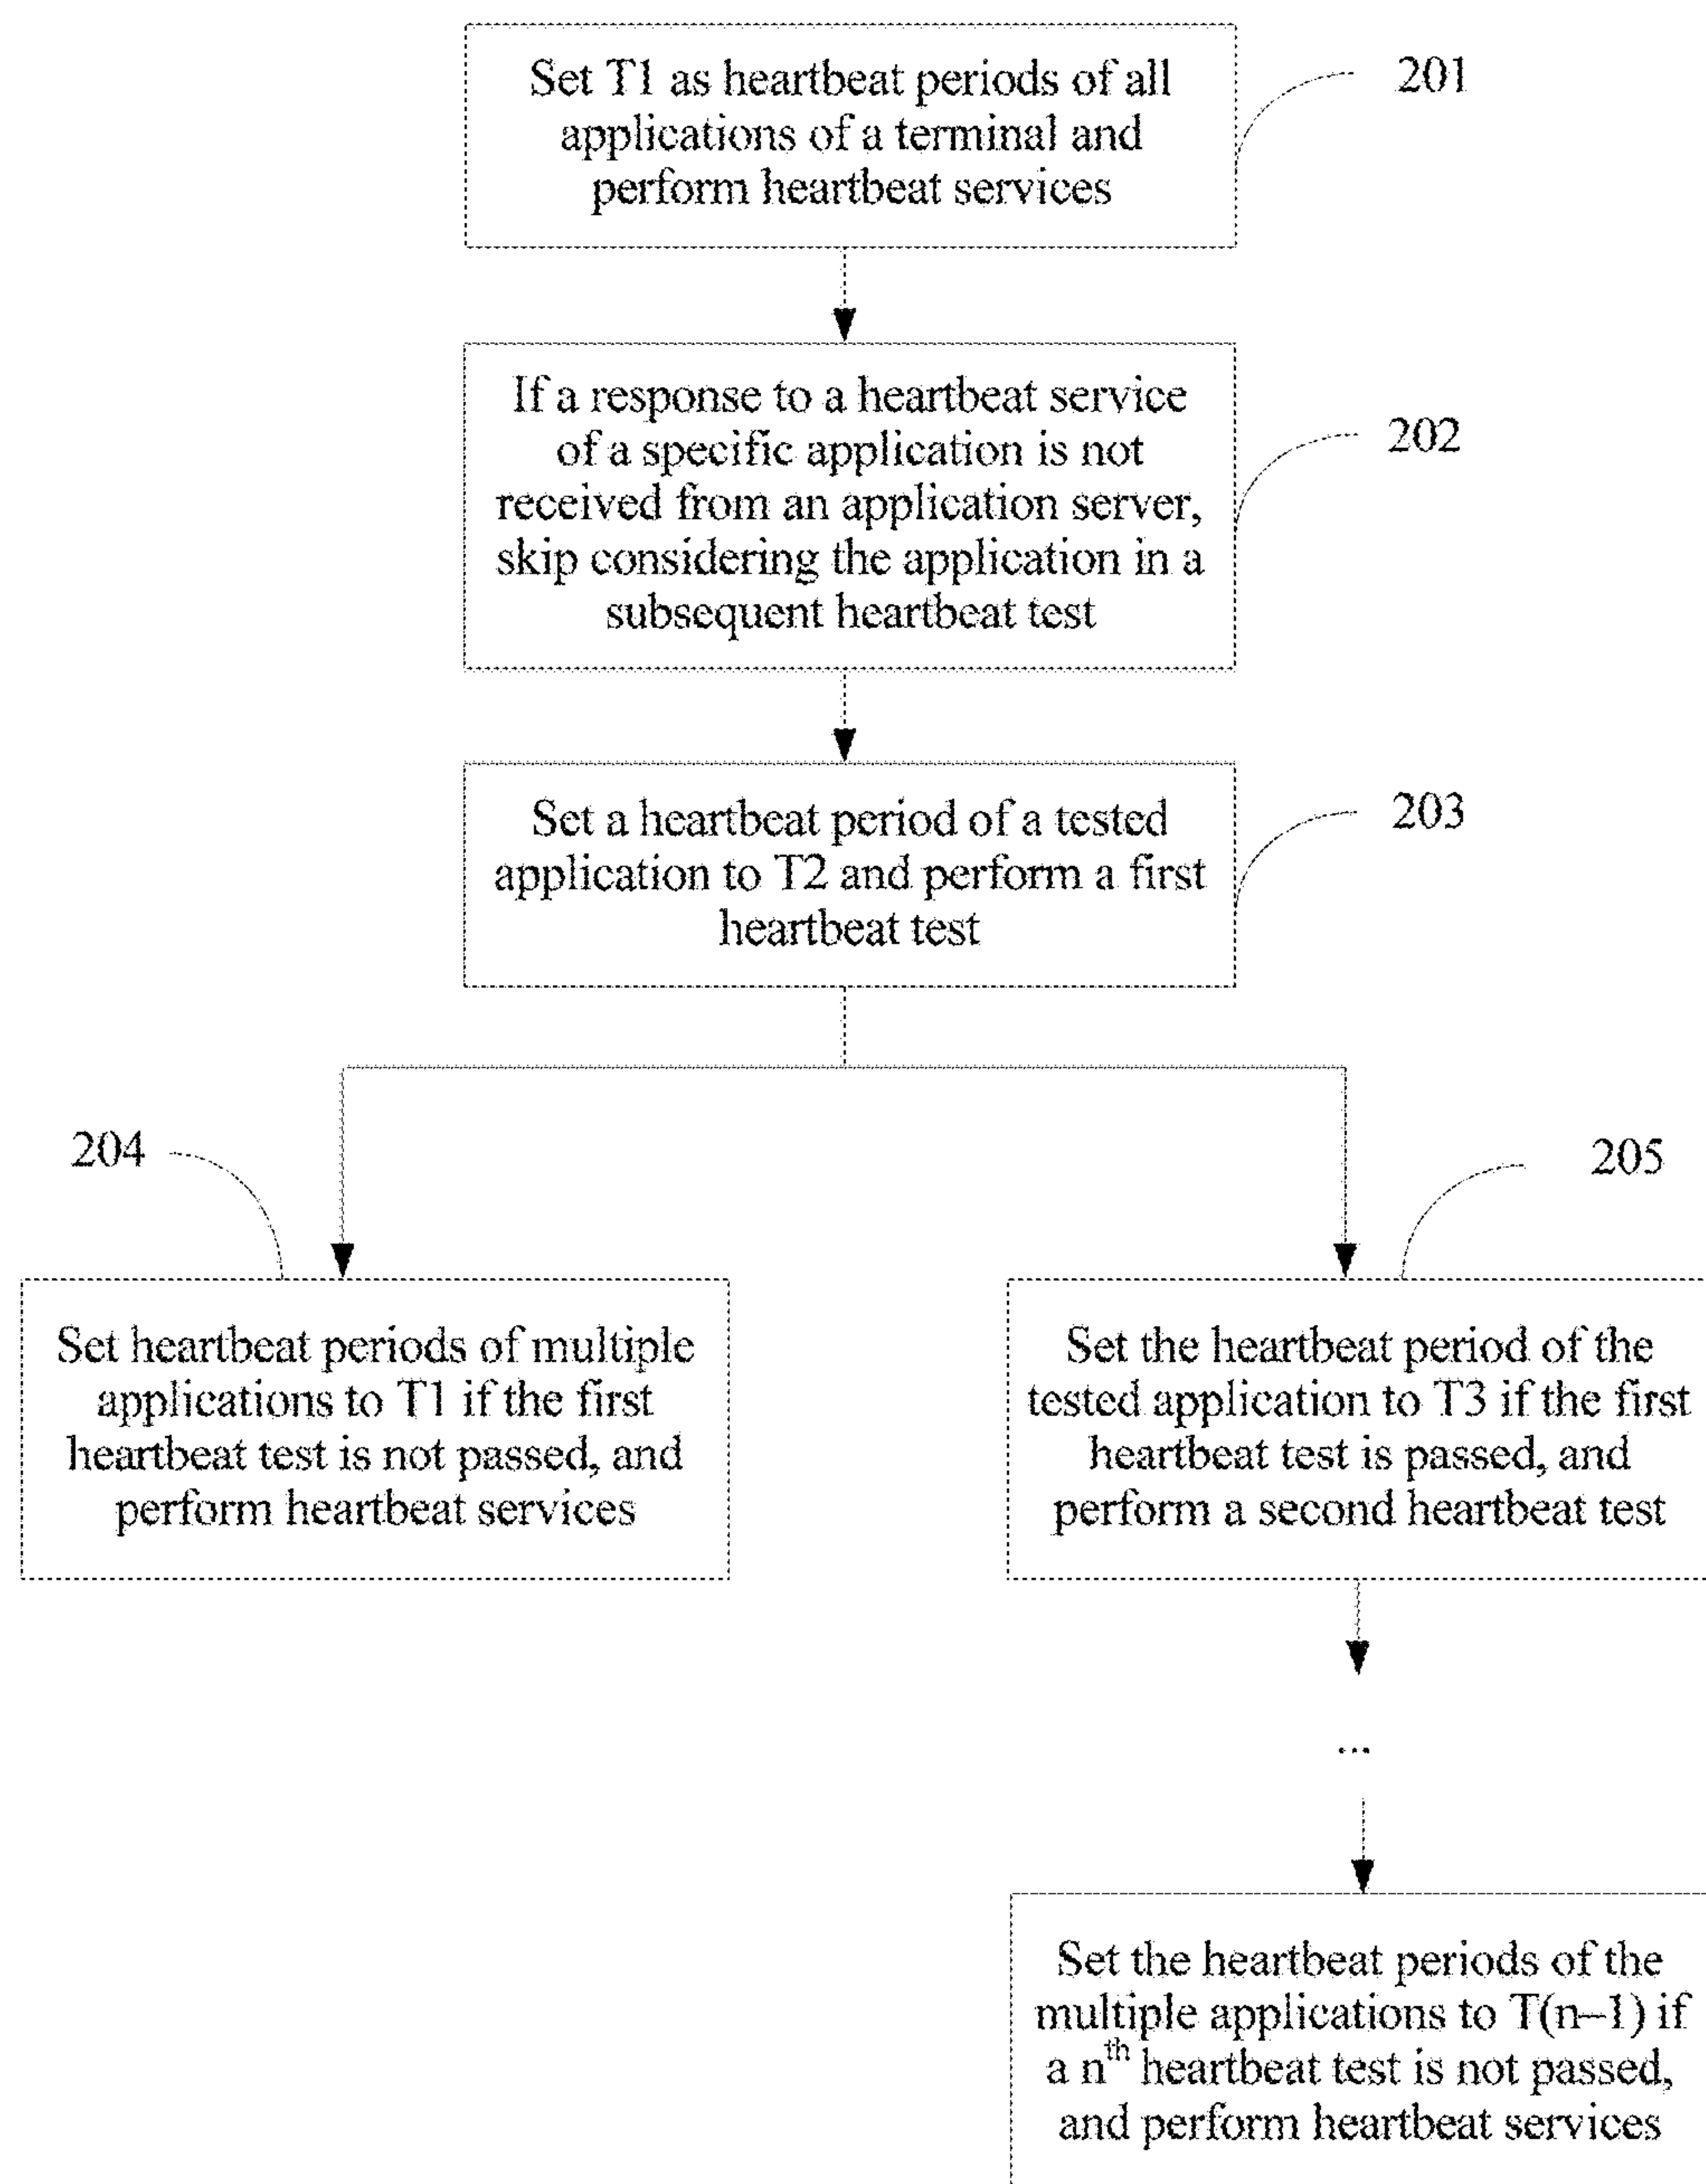 Set T1 as heartbeat periods of all
applications of a terminal and
perform heartbeat services
201
If a response to a heartbeat service
of a specific application is not
received from an application server,
skip considering the application in a
subsequent heartbeat test
202
Set a heartbeat period of a tested
application to T2 and perform a first
heartbeat test
203
204
205
Set heartbeat periods of multiple
applications to T1 if the first
heartbeat test is not passed, and
perform heartbeat services
Set the heartbeat period of the
tested application to T3 if the first
heartbeat test is passed, and
perform a second heartbeat test
...
Set the heartbeat periods of the
multiple applications to T(n–1) if
a nth heartbeat test is not passed,
and perform heartbeat services